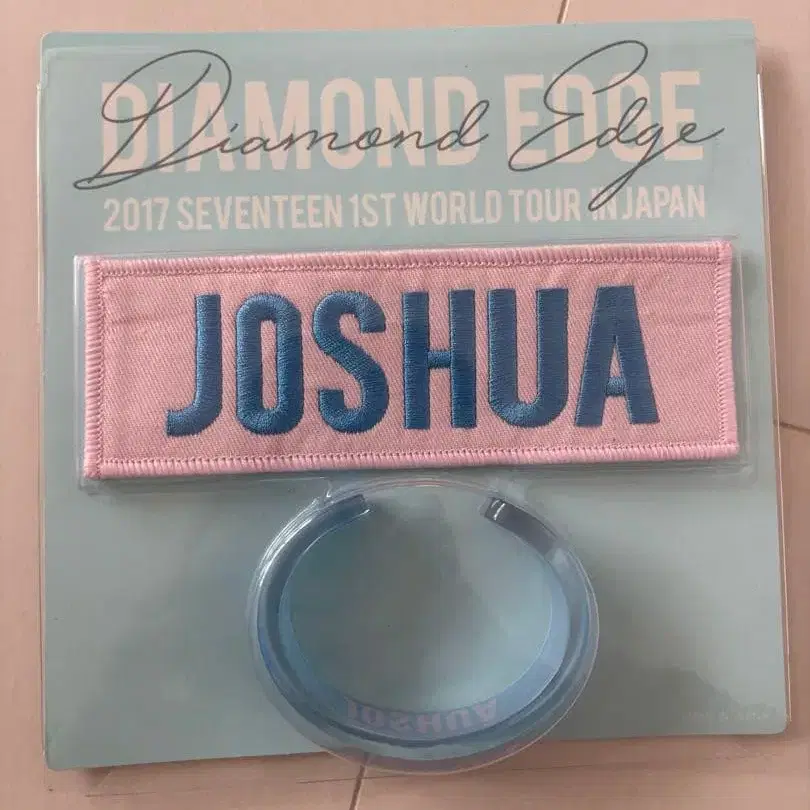 DIAMOND EDGE
Diamond Edge
2017 SEVENTEEN 1ST WORLD TOUR IN JAPAN
JOSHUA
JOSHUA